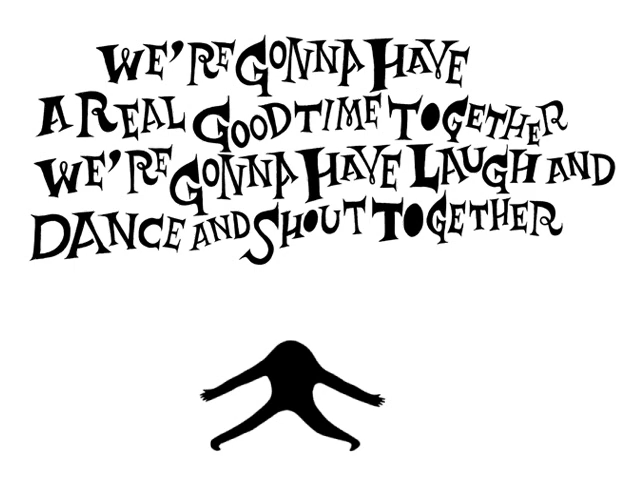 WE'RE GONNA HAVE
A REAL GOOD TIME TOGETHER
WE'RE GONNA HAVE LAUGH AND
DANCE AND SHOUT TOGETHER